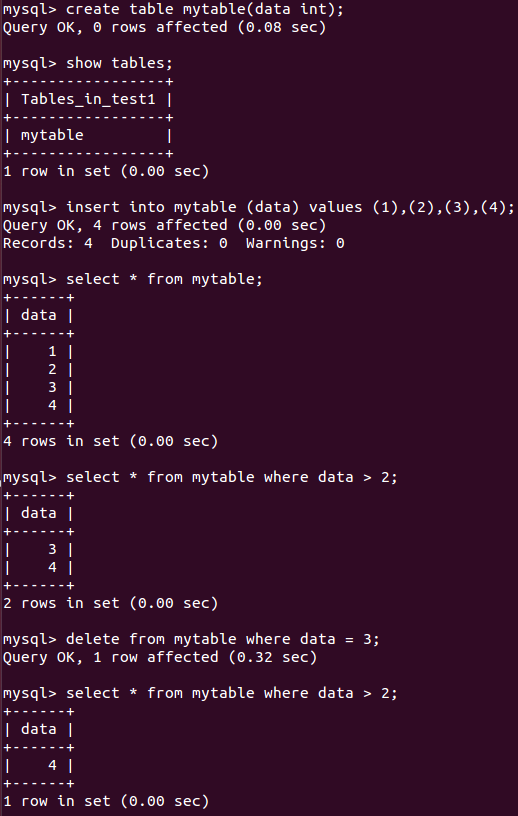 mysql> create table mytable(data int);
Query OK, 0 rows affected (0.08 sec)
mysql> show tables;
+-----------------+
| Tables_in_test1 |
+-----------------+
| mytable         |
+-----------------+
1 row in set (0.00 sec)
mysql> insert into mytable (data) values (1),(2),(3),(4);
Query OK, 4 rows affected (0.00 sec)
Records: 4  Duplicates: 0  Warnings: 0
mysql> select * from mytable;
+------+
| data |
+------+
|    1 |
|    2 |
|    3 |
|    4 |
+------+
4 rows in set (0.00 sec)
mysql> select * from mytable where data > 2;
+------+
| data |
+------+
|    3 |
|    4 |
+------+
2 rows in set (0.00 sec)
mysql> delete from mytable where data = 3;
Query OK, 1 row affected (0.32 sec)
mysql> select * from mytable where data > 2;
+------+
| data |
+------+
|    4 |
+------+
1 row in set (0.00 sec)